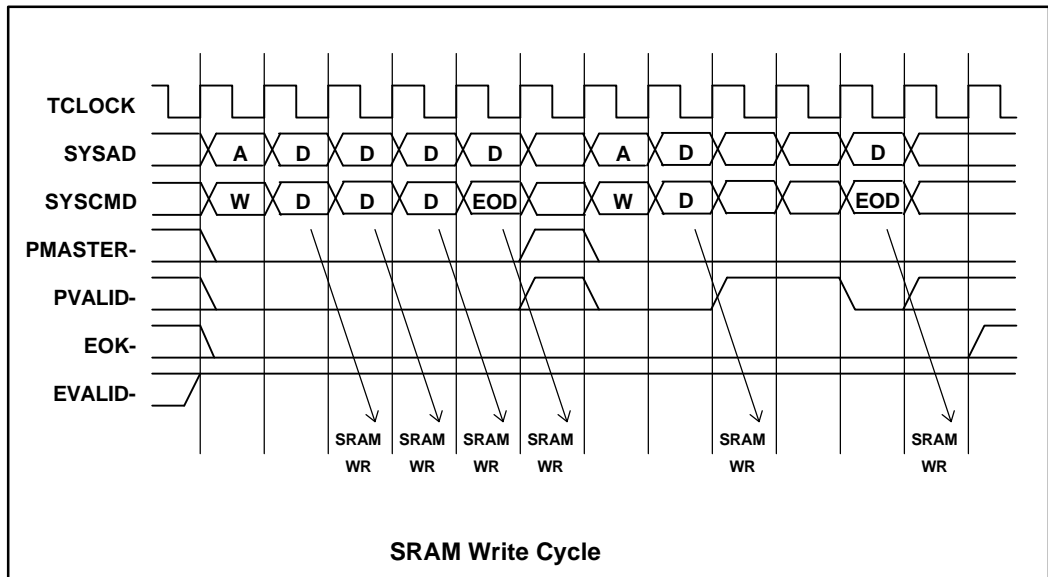 TCLOCK
SYSAD A D D D D A D D
SYSCMD W D D D EOD W D EOD
PMASTER-
PVALID-
EOK-
EVALID-
SRAM SRAM SRAM SRAM SRAM SRAM
WR WR WR WR WR WR
SRAM Write Cycle